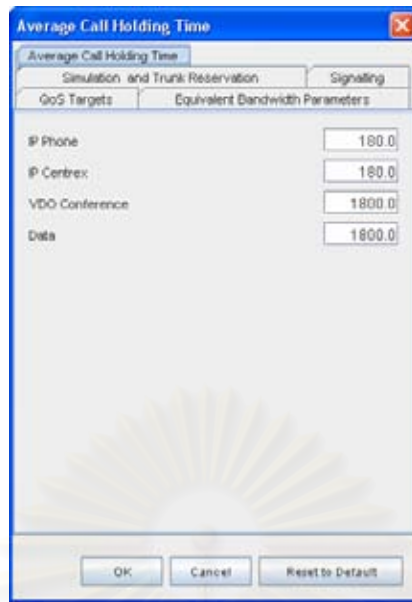 Average Call Holding Time
Average Call Holding Time
Simulation and Trunk Reservation Signalling
QoS Targets Equivalent Bandwidth Parameters
IP Phone 180.0
IP Centrex 180.0
VDO Conference 1800.0
Data 1800.0
OK Cancel Reset to Default